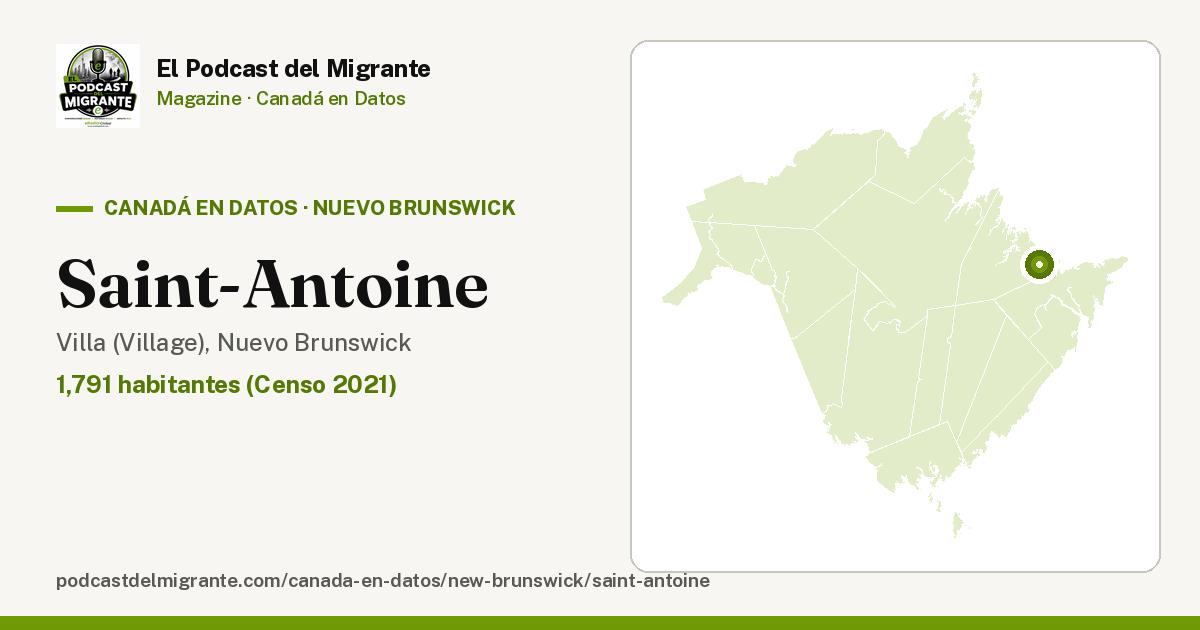 EL
PODCAST
DEL
MIGRANTE
El Podcast del Migrante
Magazine · Canadá en Datos
CANADÁ EN DATOS · NUEVO BRUNSWICK
Saint-Antoine
Villa (Village), Nuevo Brunswick
1,791 habitantes (Censo 2021)
podcastdelmigrante.com/canada-en-datos/new-brunswick/saint-antoine